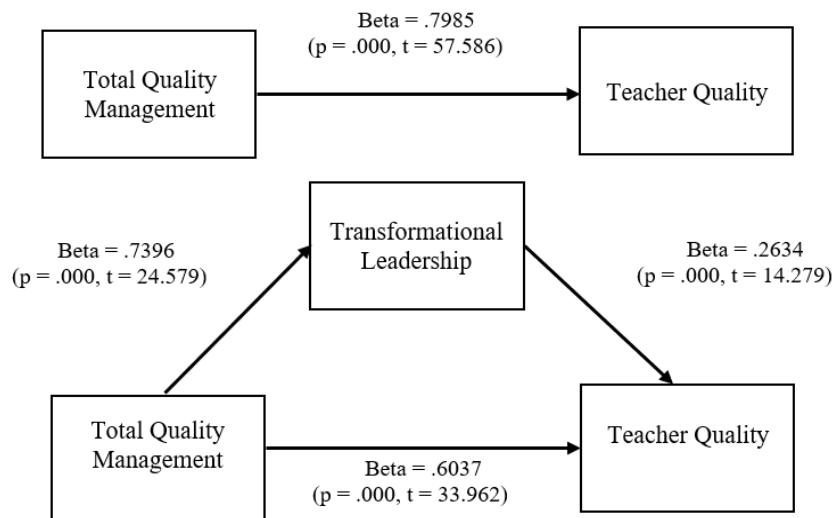 Beta = .7985
(p = .000, t = 57.586)
Total Quality
Management
Teacher Quality
Transformational
Leadership
Beta = .7396
(p = .000, t = 24.579)
Beta = .2634
(p = .000, t = 14.279)
Total Quality
Management
Teacher Quality
Beta = .6037
(p = .000, t = 33.962)